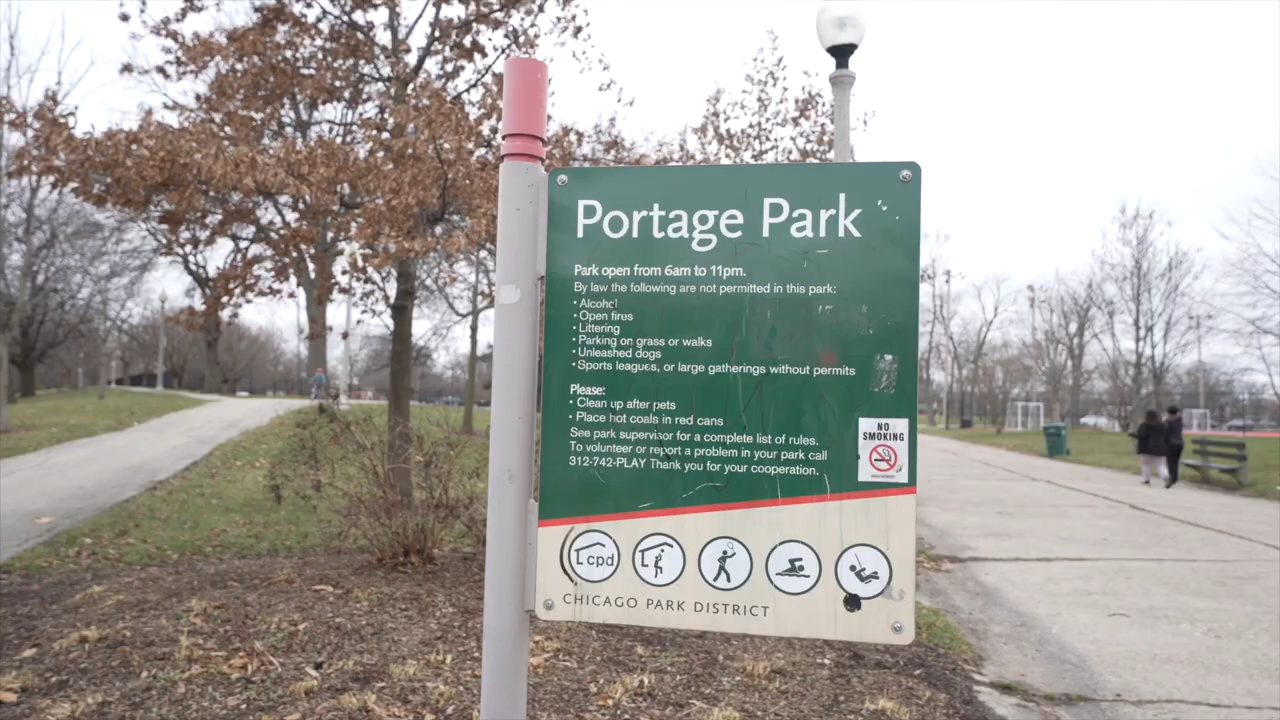 Portage Park
Park open from 6am to 11pm.
By law the following are not permitted in this park:
• Alcohol
• Open fires
• Littering
• Parking on grass or walks
• Unleashed dogs
• Sports leagues, or large gatherings without permits
Please:
• Clean up after pets
• Place hot coals in red cans
See park supervisor for a complete list of rules.
To volunteer or report a problem in your park call
312-742-PLAY Thank you for your cooperation.
NO
SMOKING
cpd
CHICAGO PARK DISTRICT